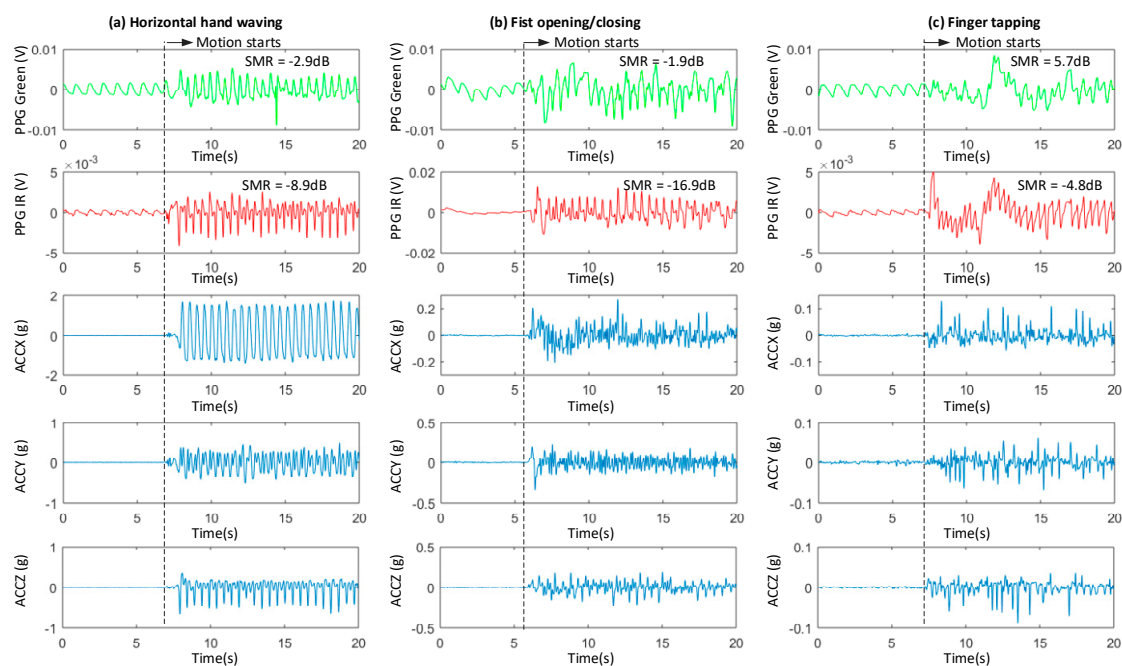 (a) Horizontal hand waving
Motion starts
SMR = -2.9dB
PPG Green (V)
0.01
0
-0.01
0 5 10 15 20
Time(s)
×10 -3
SMR = -8.9dB
PPG IR (V)
5
0
-5
0 5 10 15 20
Time(s)
ACCX (g)
2
0
-2
0 5 10 15 20
Time(s)
ACCY (g)
1
0
-1
0 5 10 15 20
Time(s)
ACCZ (g)
1
0
-1
0 5 10 15 20
Time(s)
(b) Fist opening/closing
Motion starts
SMR = -1.9dB
PPG Green (V)
0.01
0
-0.01
0 5 10 15 20
Time(s)
SMR = -16.9dB
PPG IR (V)
0.02
0
-0.02
0 5 10 15 20
Time(s)
ACCX (g)
0.2
0
-0.2
0 5 10 15 20
Time(s)
ACCY (g)
0.5
0
-0.5
0 5 10 15 20
Time(s)
ACCZ (g)
0.5
0
-0.5
0 5 10 15 20
Time(s)
(c) Finger tapping
Motion starts
SMR = 5.7dB
PPG Green (V)
0.01
0
-0.01
0 5 10 15 20
Time(s)
×10 -3
SMR = -4.8dB
PPG IR (V)
5
0
-5
0 5 10 15 20
Time(s)
ACCX (g)
0.1
0
-0.1
0 5 10 15 20
Time(s)
ACCY (g)
0.1
0
-0.1
0 5 10 15 20
Time(s)
ACCZ (g)
0.1
0
-0.1
0 5 10 15 20
Time(s)